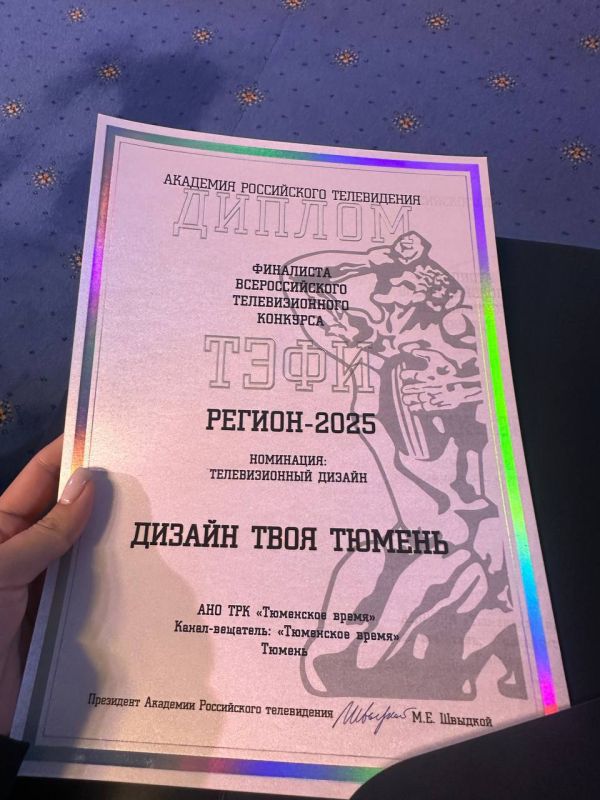 АКАДЕМИЯ РОССИЙСКОГО ТЕЛЕВИДЕНИЯ
ДИПЛОМ
ФИНАЛИСТА
ВСЕРОССИЙСКОГО
ТЕЛЕВИЗИОННОГО
КОНКУРСА
ТЭФИ
РЕГИОН-2025
НОМИНАЦИЯ:
ТЕЛЕВИЗИОННЫЙ ДИЗАЙН
ДИЗАЙН ТВОЯ ТЮМЕНЬ
АНО ТРК «Тюменское время»
Канал-вещатель: «Тюменское время»
Тюмень
Президент Академии Российского телевидения Швыдкой М.Е. Швыдкой